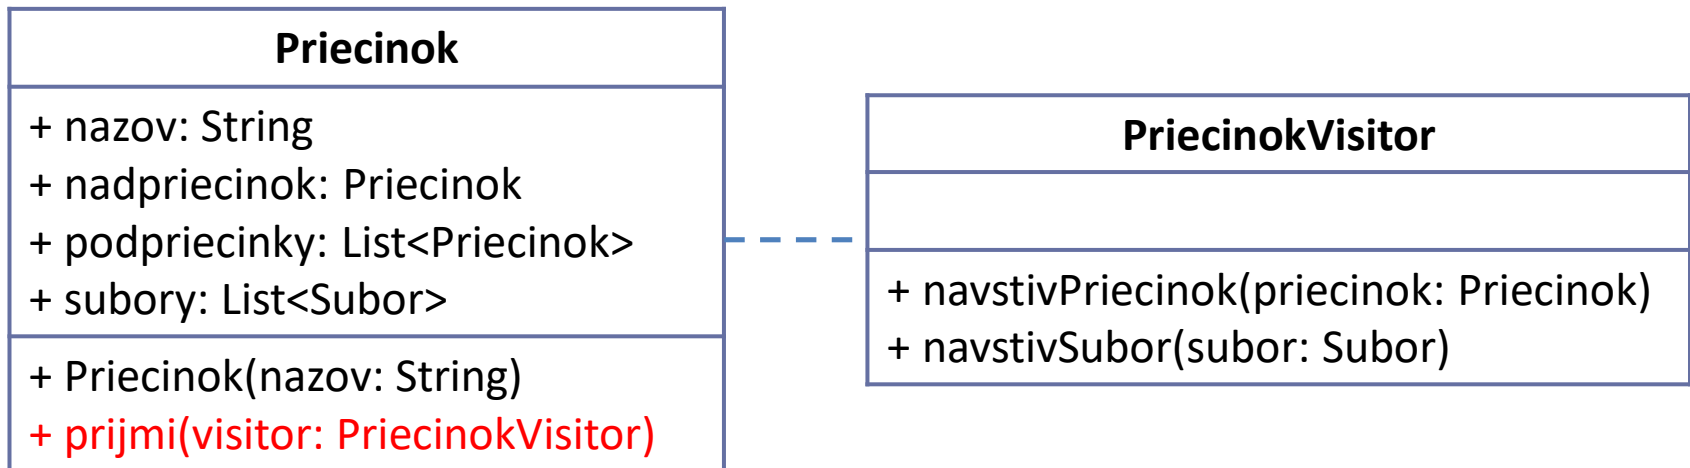 Priecinok
+ nazov: String
+ nadpriecinok: Priecinok
+ podpriecinky: List<Priecinok>
+ subory: List<Subor>
+ Priecinok(nazov: String)
+ prijmi(visitor: PriecinokVisitor)
PriecinokVisitor
+ navstivPriecinok(priecinok: Priecinok)
+ navstivSubor(subor: Subor)